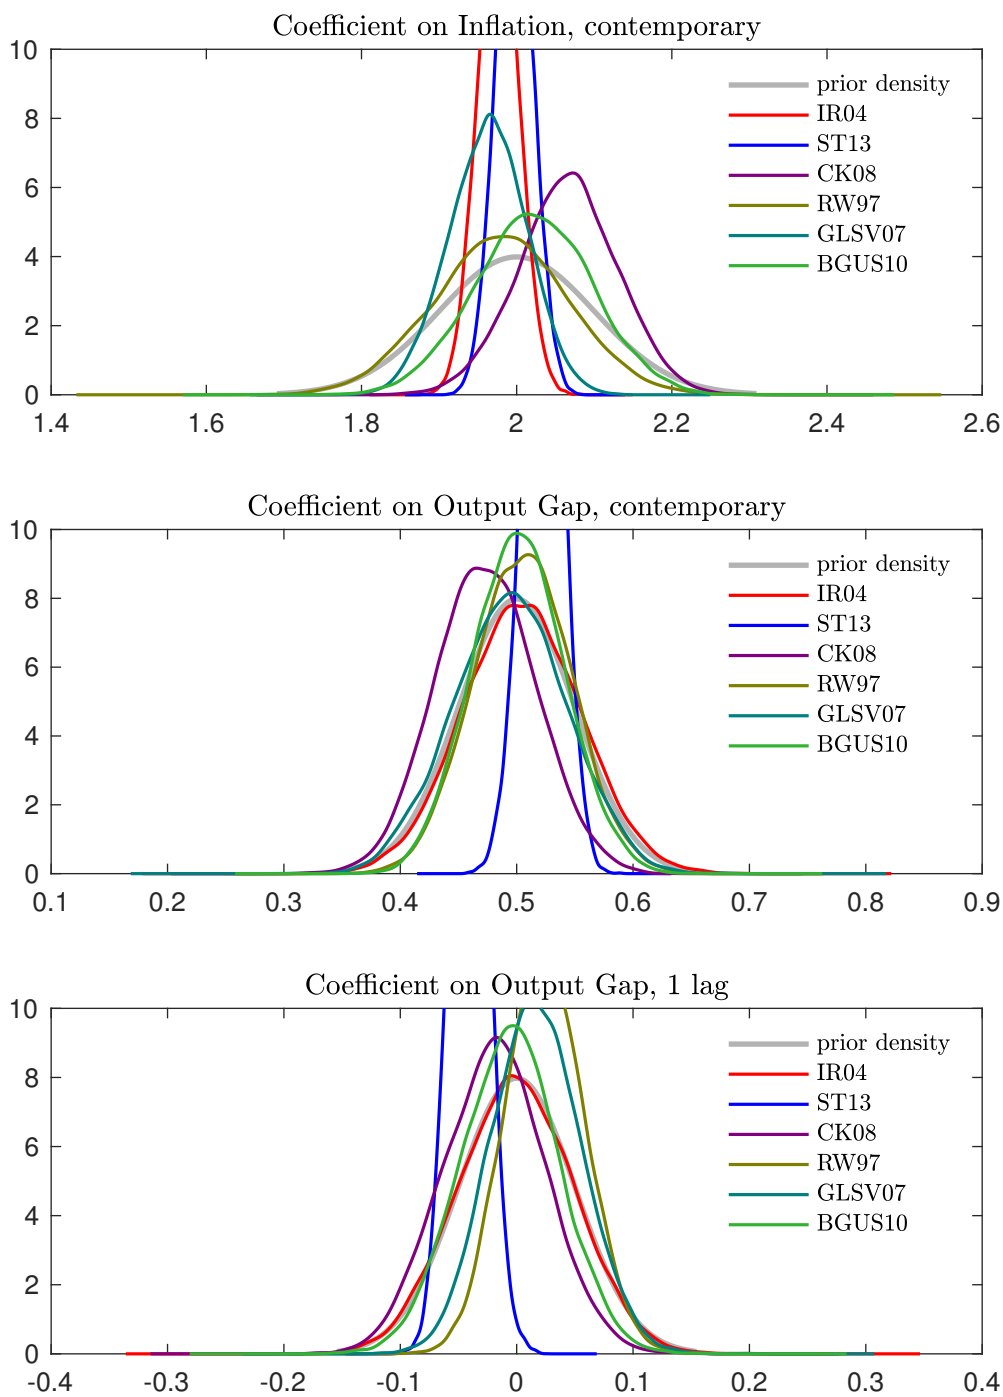 Coefficient on Inflation, contemporary
10
8
6
4
2
0
prior density
IR04
ST13
CK08
RW97
GLSV07
BGUS10
1.4 1.6 1.8 2 2.2 2.4 2.6
Coefficient on Output Gap, contemporary
10
8
6
4
2
0
prior density
IR04
ST13
CK08
RW97
GLSV07
BGUS10
0.1 0.2 0.3 0.4 0.5 0.6 0.7 0.8 0.9
Coefficient on Output Gap, 1 lag
10
8
6
4
2
0
prior density
IR04
ST13
CK08
RW97
GLSV07
BGUS10
-0.4 -0.3 -0.2 -0.1 0 0.1 0.2 0.3 0.4